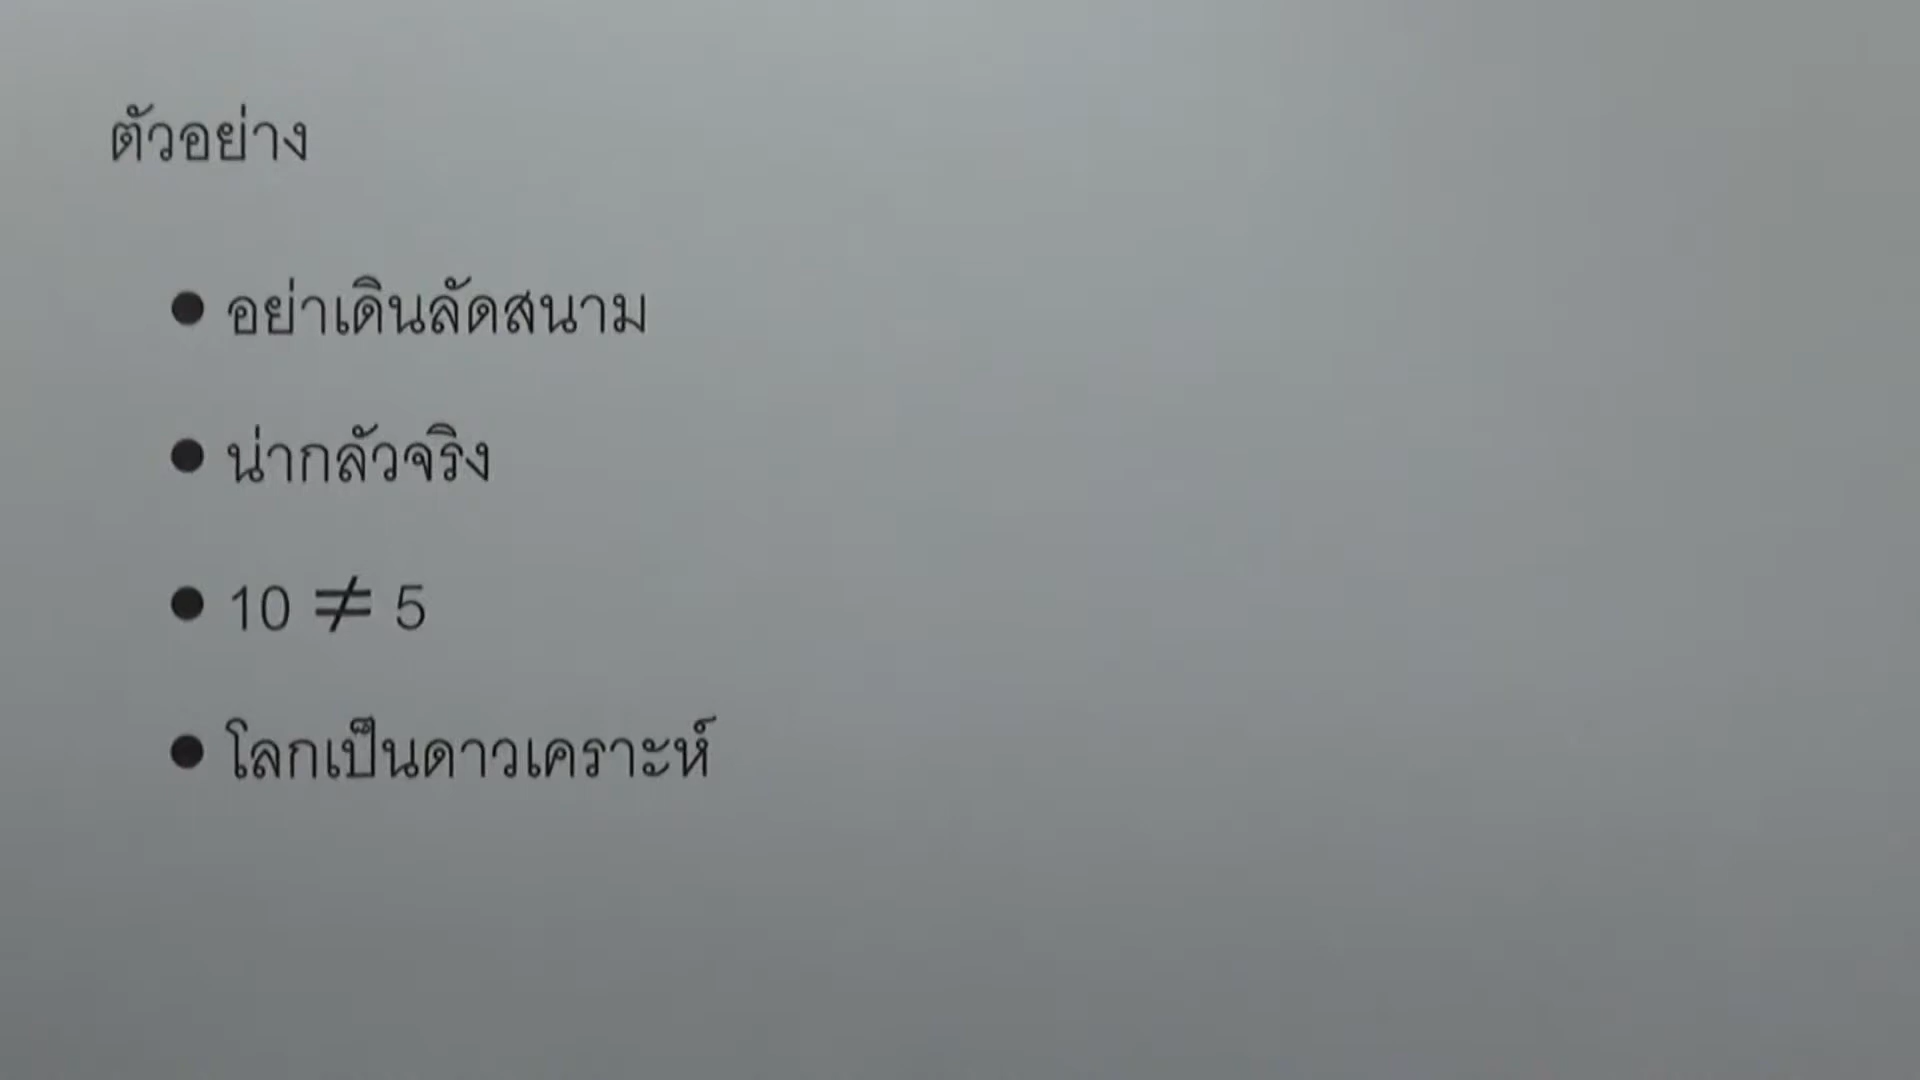 ตัวอย่าง
● อย่าเดินลัดสนาม
● น่ากลัวจริง
● 10 ≠ 5
● โลกเป็นดาวเคราะห์